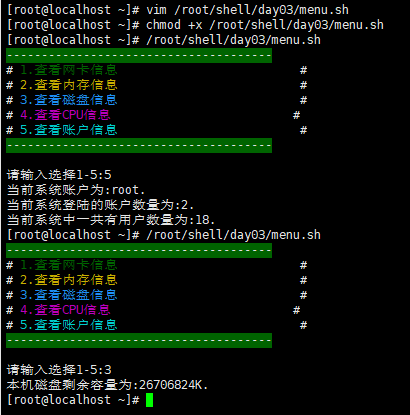 [root@localhost ~]# vim /root/shell/day03/menu.sh
[root@localhost ~]# chmod +x /root/shell/day03/menu.sh
[root@localhost ~]# /root/shell/day03/menu.sh
----------------------------------------
# 1.查看网卡信息 #
# 2.查看内存信息 #
# 3.查看磁盘信息 #
# 4.查看CPU信息 #
# 5.查看账户信息 #
----------------------------------------
请输入选择1-5:5
当前系统账户为:root.
当前系统登陆的账户数量为:2.
当前系统中一共有用户数量为:18.
[root@localhost ~]# /root/shell/day03/menu.sh
----------------------------------------
# 1.查看网卡信息 #
# 2.查看内存信息 #
# 3.查看磁盘信息 #
# 4.查看CPU信息 #
# 5.查看账户信息 #
----------------------------------------
请输入选择1-5:3
本机磁盘剩余容量为:26706824K.
[root@localhost ~]#